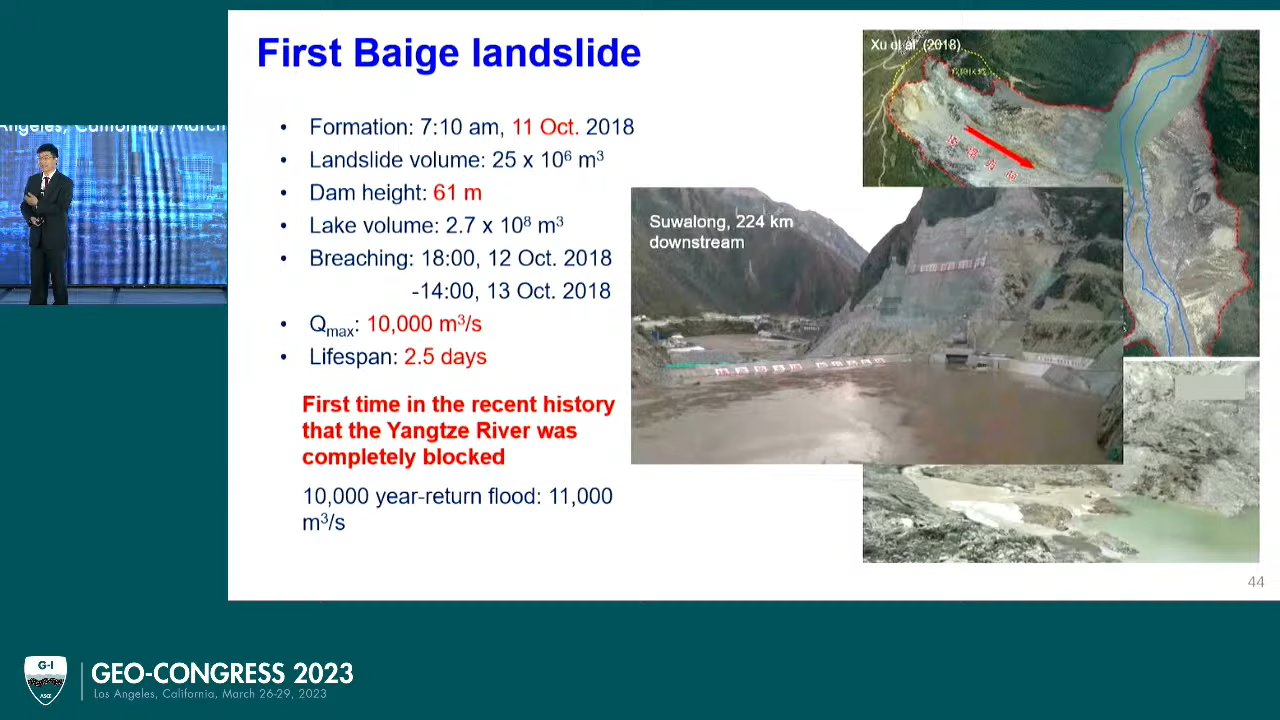 First Baige landslide
Angeles, California, March
• Formation: 7:10 am, 11 Oct. 2018
• Landslide volume: 25 x 10⁶ m³
• Dam height: 61 m
• Lake volume: 2.7 x 10⁸ m³
• Breaching: 18:00, 12 Oct. 2018
-14:00, 13 Oct. 2018
• Qmax: 10,000 m³/s
• Lifespan: 2.5 days
First time in the recent history
that the Yangtze River was
completely blocked
10,000 year-return flood: 11,000
m³/s
Xu et al. (2018)
Suwalong, 224 km
downstream
44
G-I
ASCE
GEO-CONGRESS 2023
Los Angeles, California, March 26-29, 2023